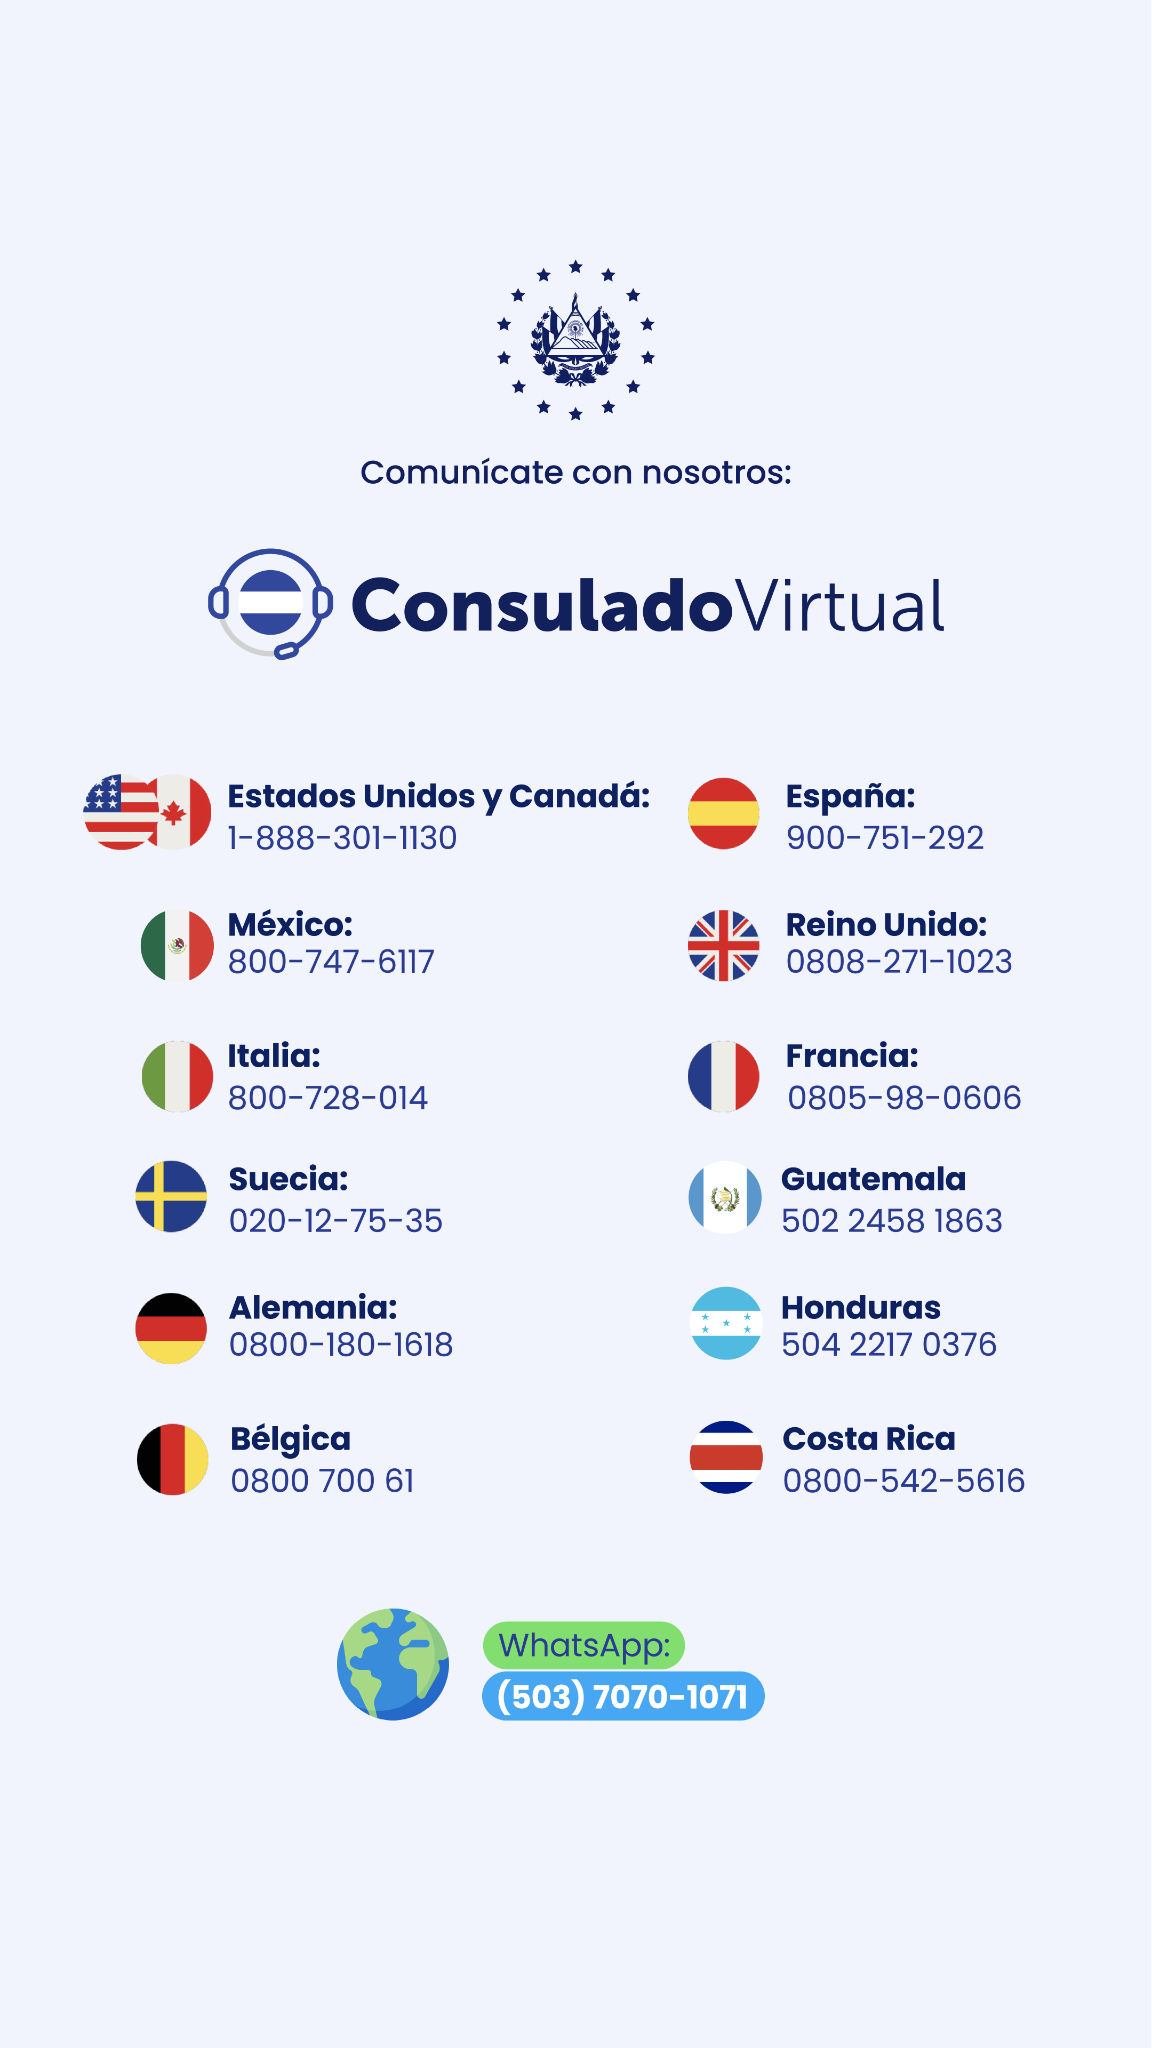 Comunícate con nosotros:
ConsuladoVirtual
Estados Unidos y Canadá:
1-888-301-1130
España:
900-751-292
México:
800-747-6117
Reino Unido:
0808-271-1023
Italia:
800-728-014
Francia:
0805-98-0606
Suecia:
020-12-75-35
Guatemala
502 2458 1863
Alemania:
0800-180-1618
Honduras
504 2217 0376
Bélgica
0800 700 61
Costa Rica
0800-542-5616
WhatsApp:
(503) 7070-1071